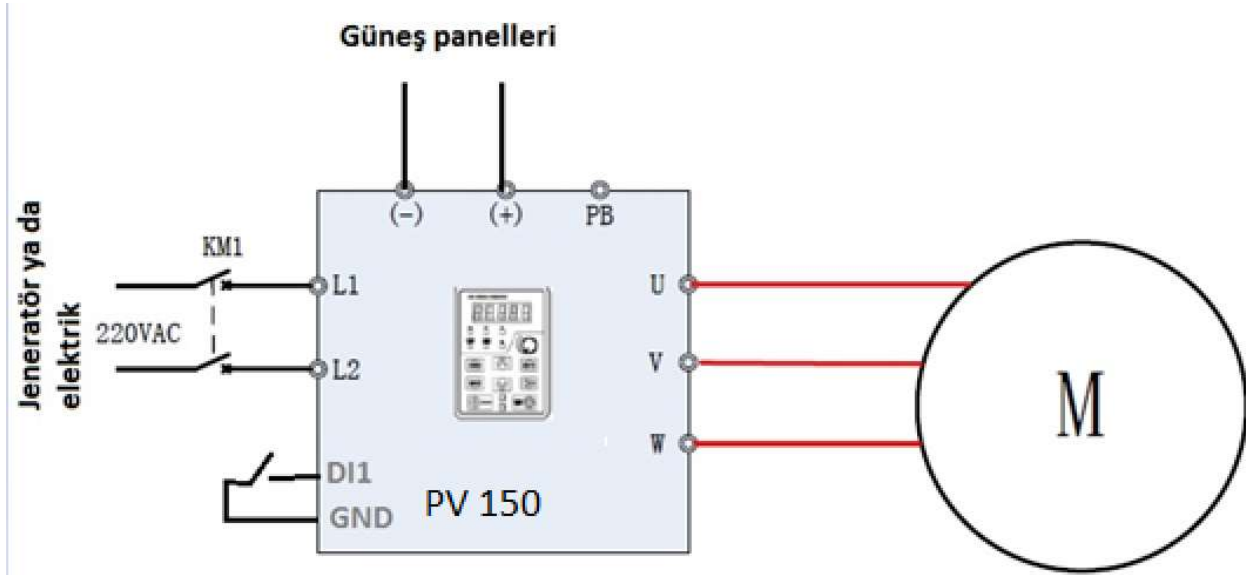 Güneş panelleri
(-)
(+)
PB
Jeneratör ya da
elektrik
KM1
220VAC
L1
L2
DI1
GND
PV 150
U
V
W
M